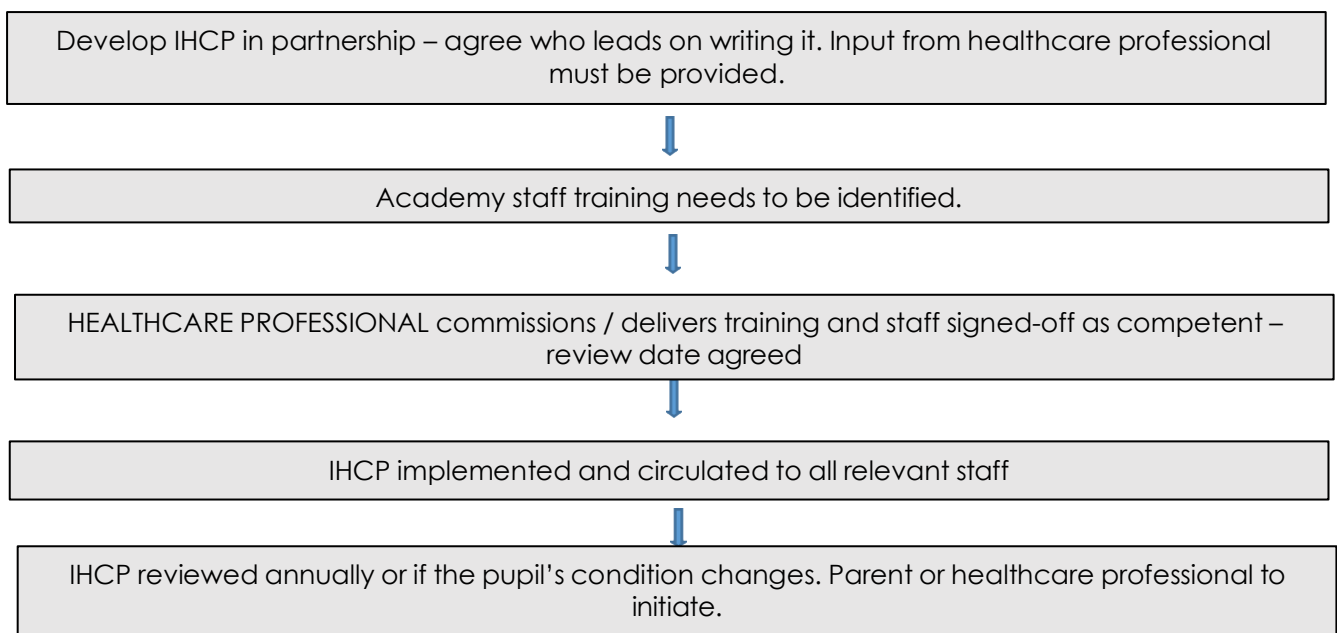 Develop IHCP in partnership – agree who leads on writing it. Input from healthcare professional
must be provided.
Academy staff training needs to be identified.
HEALTHCARE PROFESSIONAL commissions / delivers training and staff signed-off as competent –
review date agreed
IHCP implemented and circulated to all relevant staff
IHCP reviewed annually or if the pupil’s condition changes. Parent or healthcare professional to
initiate.